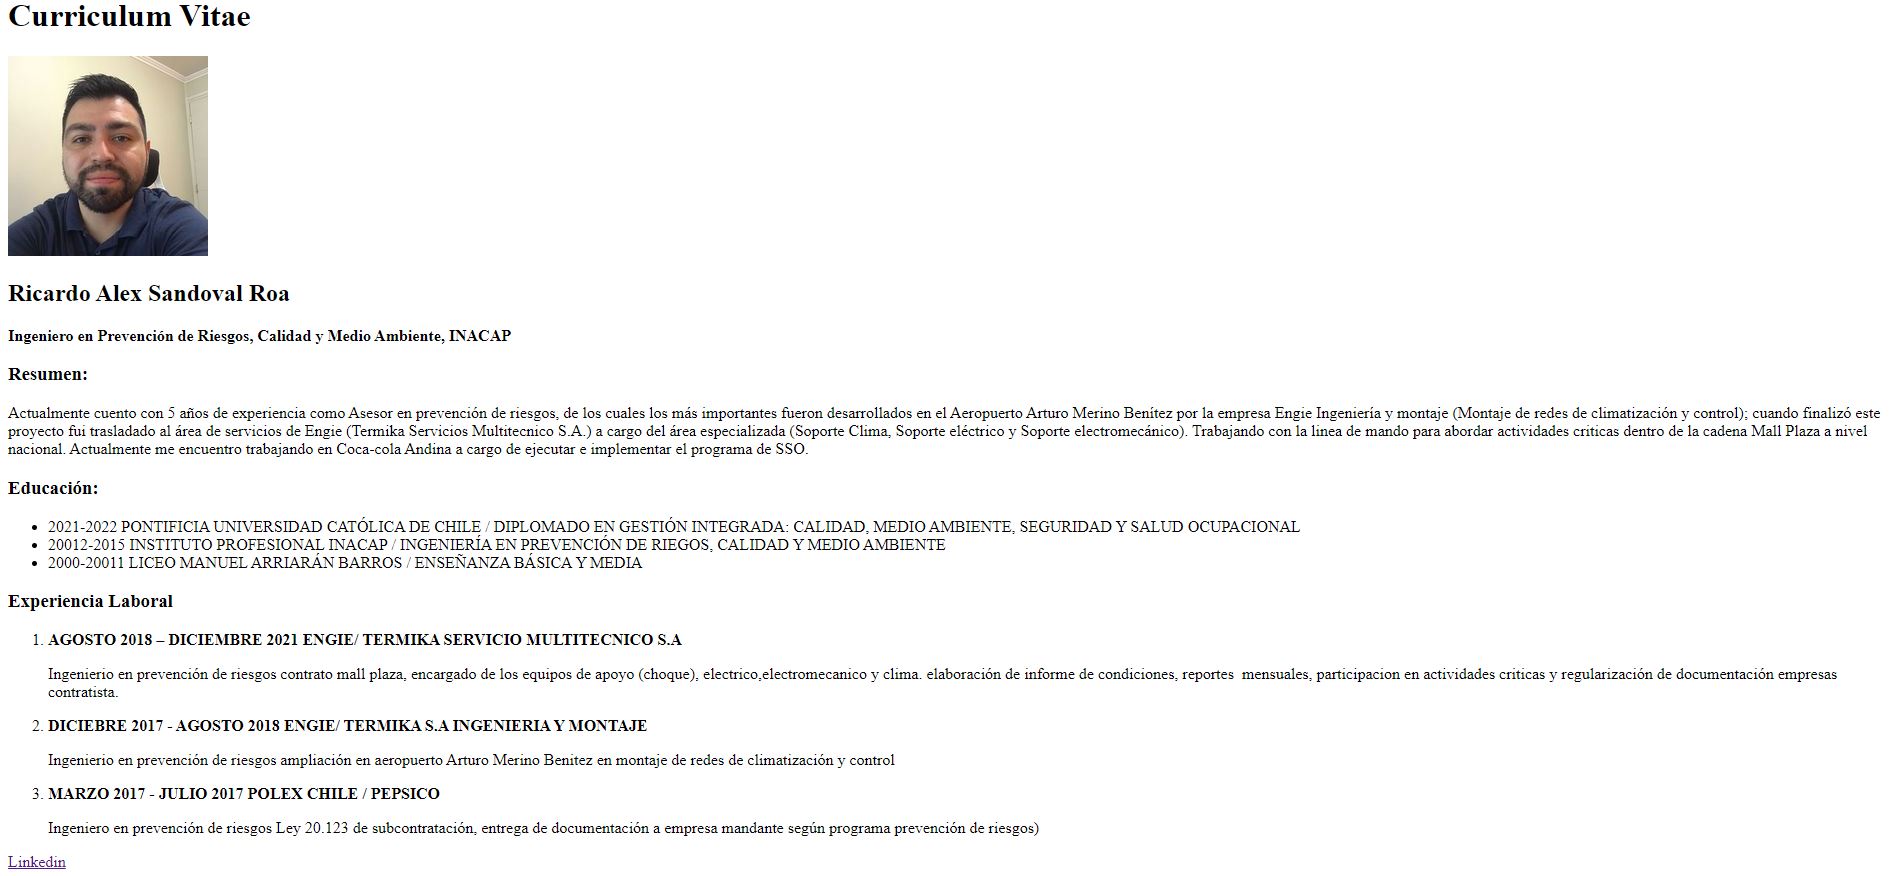 Curriculum Vitae
Ricardo Alex Sandoval Roa
Ingeniero en Prevención de Riesgos, Calidad y Medio Ambiente, INACAP
Resumen:
Actualmente cuento con 5 años de experiencia como Asesor en prevención de riesgos, de los cuales los más importantes fueron desarrollados en el Aeropuerto Arturo Merino Benítez por la empresa Engie Ingeniería y montaje (Montaje de redes de climatización y control); cuando finalizó este
proyecto fui trasladado al área de servicios de Engie (Termika Servicios Multitecnico S.A.) a cargo del área especializada (Soporte Clima, Soporte eléctrico y Soporte electromecánico). Trabajando con la linea de mando para abordar actividades criticas dentro de la cadena Mall Plaza a nivel
nacional. Actualmente me encuentro trabajando en Coca-cola Andina a cargo de ejecutar e implementar el programa de SSO.
Educación:
• 2021-2022 PONTIFICIA UNIVERSIDAD CATÓLICA DE CHILE / DIPLOMADO EN GESTIÓN INTEGRADA: CALIDAD, MEDIO AMBIENTE, SEGURIDAD Y SALUD OCUPACIONAL
• 20012-2015 INSTITUTO PROFESIONAL INACAP / INGENIERÍA EN PREVENCIÓN DE RIEGOS, CALIDAD Y MEDIO AMBIENTE
• 2000-20011 LICEO MANUEL ARRIARÁN BARROS / ENSEÑANZA BÁSICA Y MEDIA
Experiencia Laboral
1. AGOSTO 2018 – DICIEMBRE 2021 ENGIE/ TERMIKA SERVICIO MULTITECNICO S.A
Ingenierio en prevención de riesgos contrato mall plaza, encargado de los equipos de apoyo (choque), electrico,electromecanico y clima. elaboración de informe de condiciones, reportes mensuales, participacion en actividades criticas y regularización de documentación empresas
contratista.
2. DICIEBRE 2017 - AGOSTO 2018 ENGIE/ TERMIKA S.A INGENIERIA Y MONTAJE
Ingenierio en prevención de riesgos ampliación en aeropuerto Arturo Merino Benitez en montaje de redes de climatización y control
3. MARZO 2017 - JULIO 2017 POLEX CHILE / PEPSICO
Ingeniero en prevención de riesgos Ley 20.123 de subcontratación, entrega de documentación a empresa mandante según programa prevención de riesgos)
Linkedin